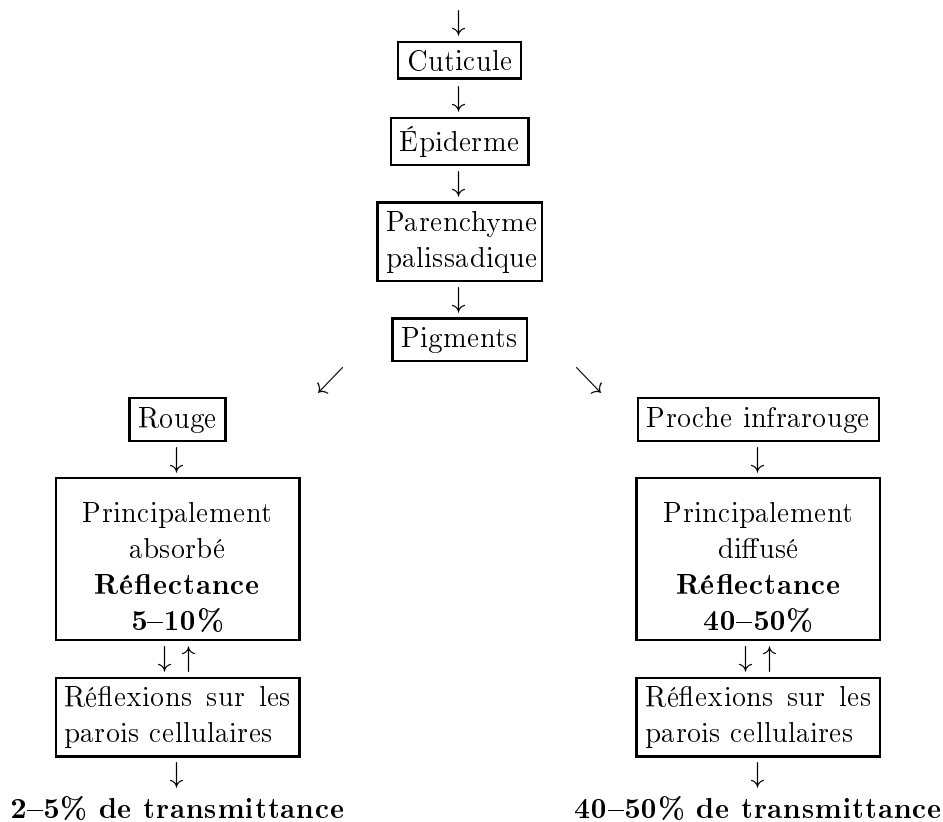 Cuticule
Épiderme
Parenchyme
palissadique
Pigments
Rouge
Proche infrarouge
Principalement
absorbé
Réflectance
5–10%
Principalement
diffusé
Réflectance
40–50%
Réflexions sur les
parois cellulaires
Réflexions sur les
parois cellulaires
2–5% de transmittance
40–50% de transmittance